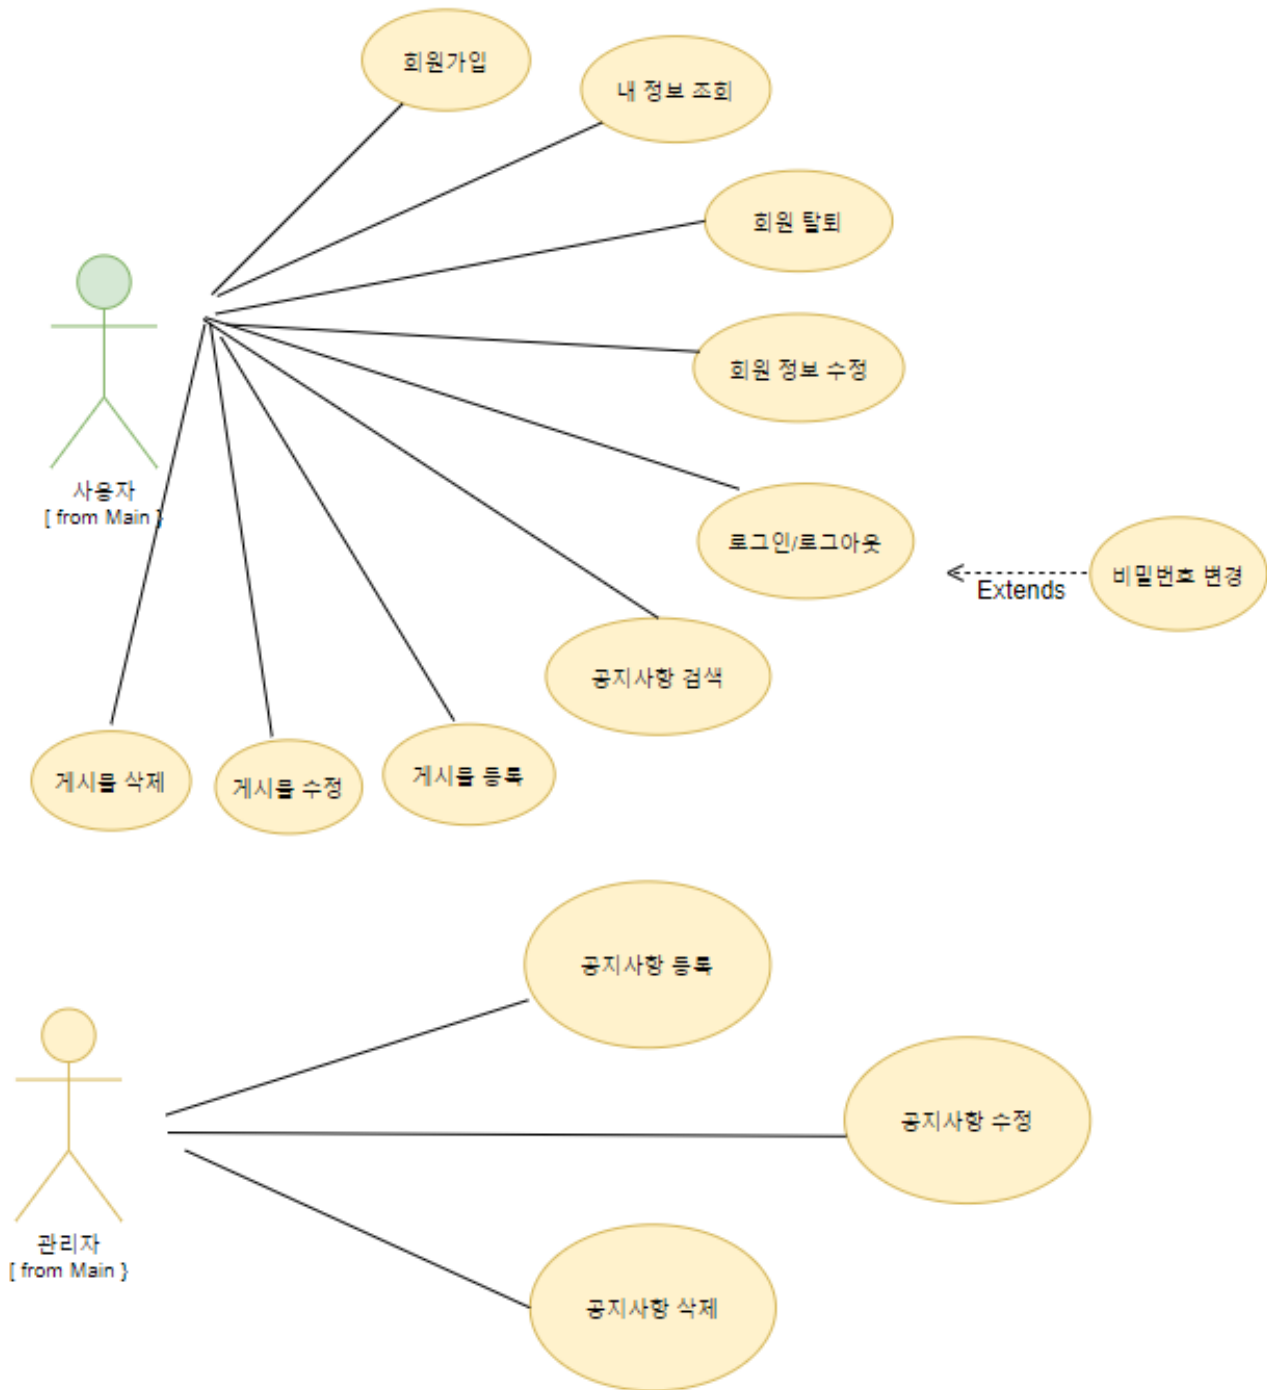 회원가입
내 정보 조회
회원 탈퇴
회원 정보 수정
사용자
[ from Main }
로그인/로그아웃
비밀번호 변경
Extends
공지사항 검색
게시물 삭제
게시물 수정
게시물 등록
공지사항 등록
공지사항 수정
관리자
[ from Main }
공지사항 삭제